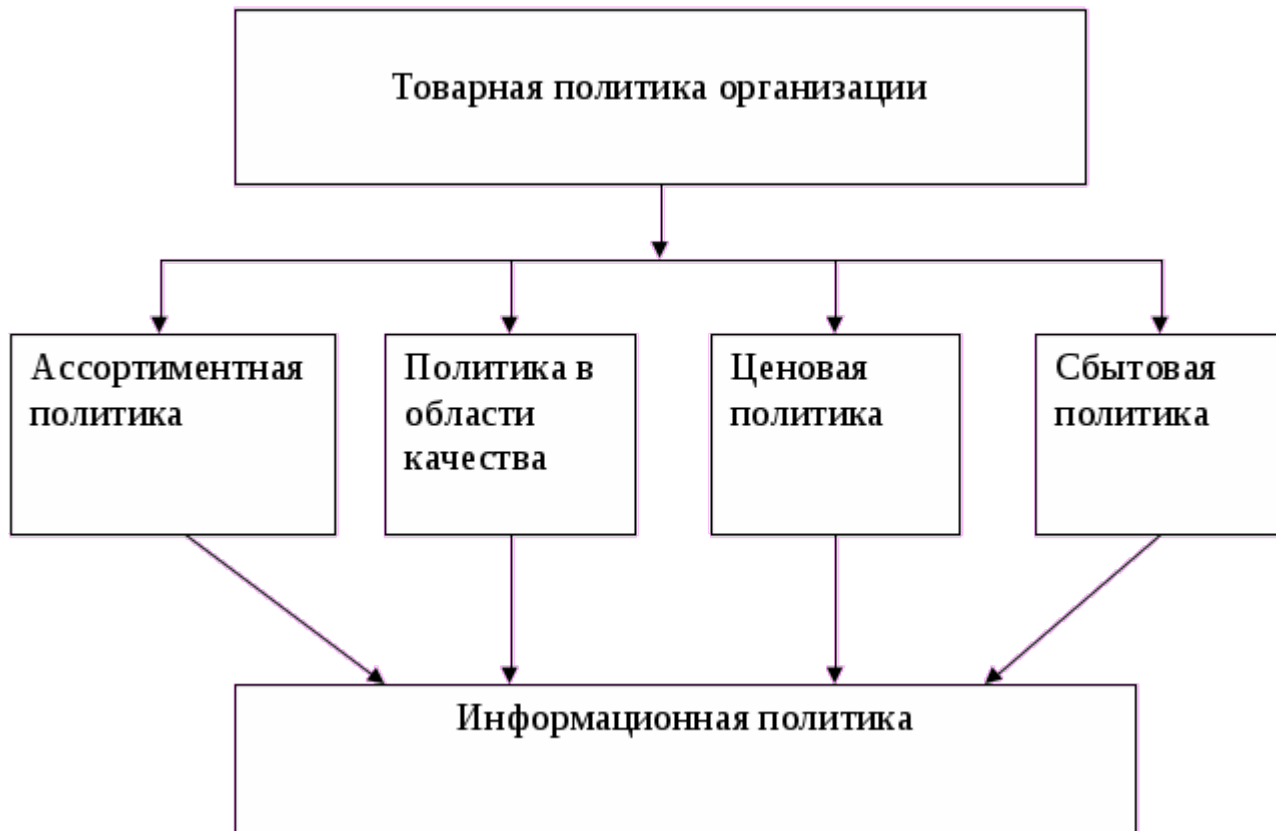 Товарная политика организации
Ассортиментная
политика
Политика в
области
качества
Ценовая
политика
Сбытовая
политика
Информационная политика